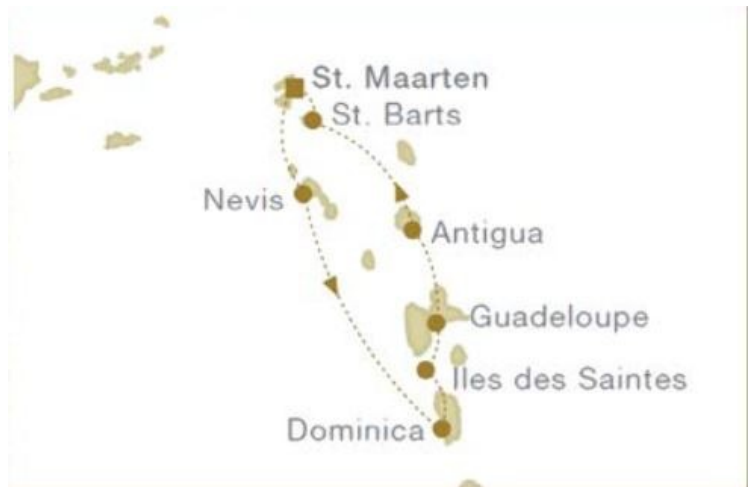 St. Maarten
St. Barts
Nevis
Antigua
Guadeloupe
Iles des Saintes
Dominica